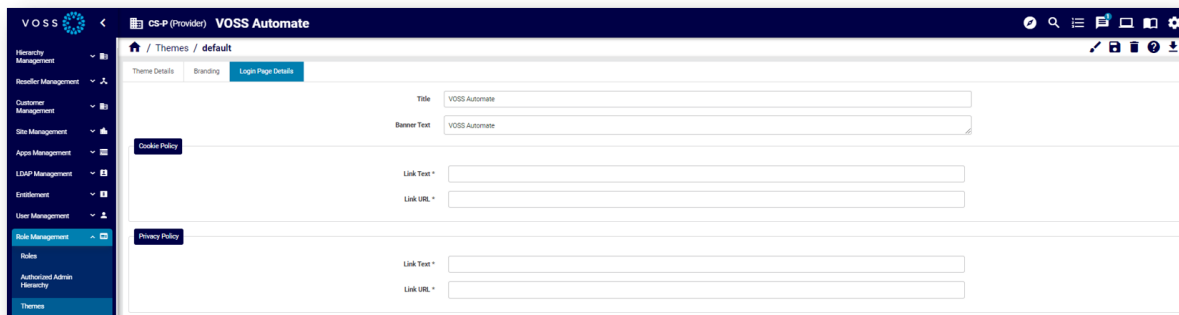 VOSS
CS-P (Provider) VOSS Automate
1
/ Themes / default
Hierarchy
Management
Reseller Management
Customer
Management
Site Management
Apps Management
LDAP Management
Entitlement
User Management
Role Management
Roles
Authorized Admin
Hierarchy
Themes
Theme Details Branding Login Page Details
Title VOSS Automate
Banner Text VOSS Automate
Cookie Policy
Link Text *
Link URL *
Privacy Policy
Link Text *
Link URL *